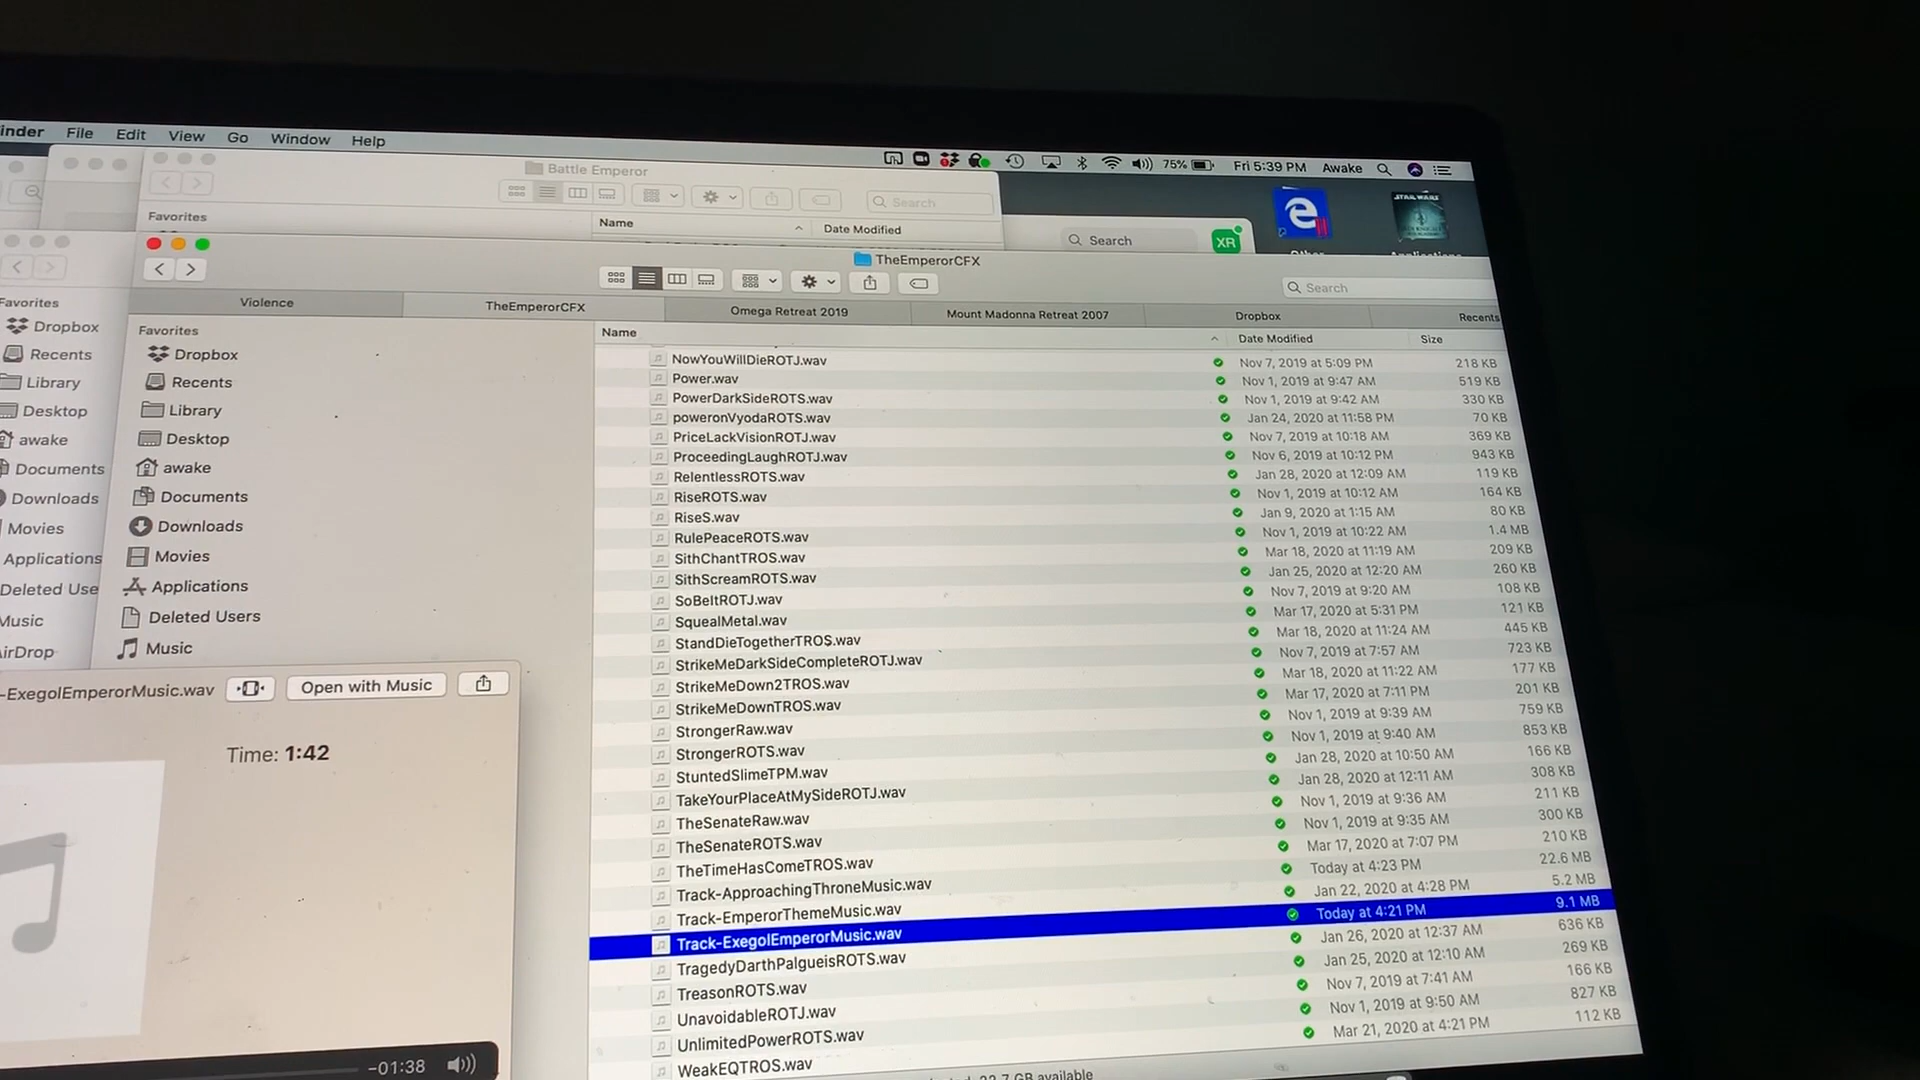 inder File Edit View Go Window Help
75% Fri 5:39 PM Awake
Battle Emperor
Search
Favorites
Name Date Modified
Search
XR
STAR WARS
TheEmperorCFX
Search
Violence TheEmperorCFX Omega Retreat 2019 Mount Madonna Retreat 2007 Dropbox Recents
Favorites
Dropbox
Recents
Library
Desktop
awake
Documents
Downloads
Movies
Applications
Deleted Use
Music
AirDrop
Favorites
Dropbox
Recents
Library
Desktop
awake
Documents
Downloads
Movies
Applications
Deleted Users
Music
Name Date Modified Size
NowYouWillDieROTJ.wav Nov 7, 2019 at 5:09 PM 218 KB
Power.wav Nov 1, 2019 at 9:47 AM 519 KB
PowerDarkSideROTS.wav Nov 1, 2019 at 9:42 AM 330 KB
poweronVyodaROTS.wav Jan 24, 2020 at 11:58 PM 70 KB
PriceLackVisionROTJ.wav Nov 7, 2019 at 10:18 AM 369 KB
ProceedingLaughROTJ.wav Nov 6, 2019 at 10:12 PM 943 KB
RelentlessROTS.wav Jan 28, 2020 at 12:09 AM 119 KB
RiseROTS.wav Nov 1, 2019 at 10:12 AM 164 KB
RiseS.wav Jan 9, 2020 at 1:15 AM 80 KB
RulePeaceROTS.wav Nov 1, 2019 at 10:22 AM 1.4 MB
SithChantTROS.wav Mar 18, 2020 at 11:19 AM 209 KB
SithScreamROTS.wav Jan 25, 2020 at 12:20 AM 260 KB
SoBeItROTJ.wav Nov 7, 2019 at 9:20 AM 108 KB
SquealMetal.wav Mar 17, 2020 at 5:31 PM 121 KB
StandDieTogetherTROS.wav Mar 18, 2020 at 11:24 AM 445 KB
StrikeMeDarkSideCompleteROTJ.wav Nov 7, 2019 at 7:57 AM 723 KB
StrikeMeDown2TROS.wav Mar 18, 2020 at 11:22 AM 177 KB
StrikeMeDownTROS.wav Mar 17, 2020 at 7:11 PM 201 KB
StrongerRaw.wav Nov 1, 2019 at 9:39 AM 759 KB
StrongerROTS.wav Nov 1, 2019 at 9:40 AM 853 KB
StuntedSlimeTPM.wav Jan 28, 2020 at 10:50 AM 166 KB
TakeYourPlaceAtMySideROTJ.wav Jan 28, 2020 at 12:11 AM 308 KB
TheSenateRaw.wav Nov 1, 2019 at 9:36 AM 211 KB
TheSenateROTS.wav Nov 1, 2019 at 9:35 AM 300 KB
TheTimeHasComeTROS.wav Mar 17, 2020 at 7:07 PM 210 KB
Track-ApproachingThroneMusic.wav Today at 4:23 PM 22.6 MB
Track-EmperorThemeMusic.wav Jan 22, 2020 at 4:28 PM 5.2 MB
Track-ExegolEmperorMusic.wav Today at 4:21 PM 9.1 MB
TragedyDarthPalgueisROTS.wav Jan 26, 2020 at 12:37 AM 636 KB
TreasonROTS.wav Jan 25, 2020 at 12:10 AM 269 KB
UnavoidableROTJ.wav Nov 7, 2019 at 7:41 AM 166 KB
UnlimitedPowerROTS.wav Nov 1, 2019 at 9:50 AM 827 KB
WeakEQTROS.wav Mar 21, 2020 at 4:21 PM 112 KB
GB available
-ExegolEmperorMusic.wav Open with Music
Time: 1:42
-01:38